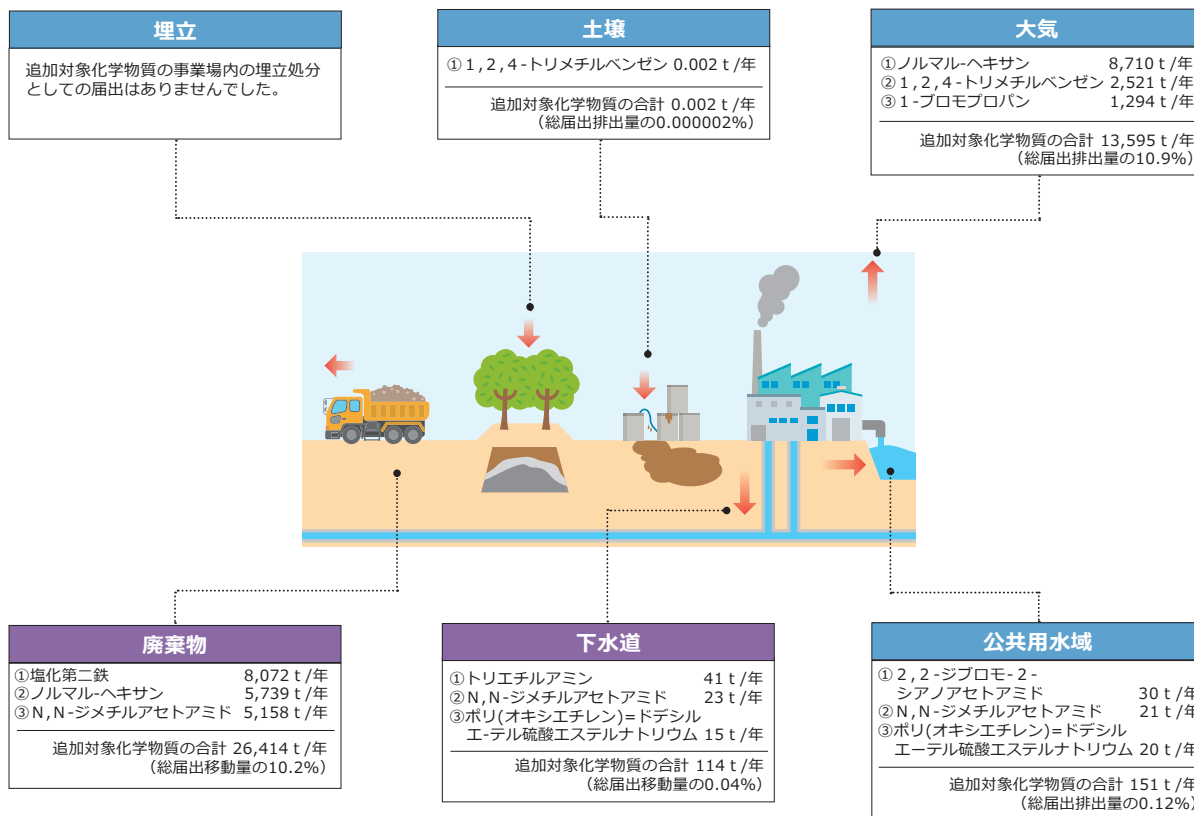 埋立
追加対象化学物質の事業場内の埋立処分
としての届出はありませんでした。
土壌
①1,2,4-トリメチルベンゼン 0.002 t/年
追加対象化学物質の合計 0.002 t/年
（総届出排出量の0.000002%）
大気
①ノルマル-ヘキサン 8,710 t/年
②1,2,4-トリメチルベンゼン 2,521 t/年
③1-ブロモプロパン 1,294 t/年
追加対象化学物質の合計 13,595 t/年
（総届出排出量の10.9%）
廃棄物
①塩化第二鉄 8,072 t/年
②ノルマル-ヘキサン 5,739 t/年
③N,N-ジメチルアセトアミド 5,158 t/年
追加対象化学物質の合計 26,414 t/年
（総届出移動量の10.2%）
下水道
①トリエチルアミン 41 t/年
②N,N-ジメチルアセトアミド 23 t/年
③ポリ(オキシエチレン)=ドデシル
エ-テル硫酸エステルナトリウム 15 t/年
追加対象化学物質の合計 114 t/年
（総届出移動量の0.04%）
公共用水域
①2,2-ジブロモ-2-
シアノアセトアミド 30 t/年
②N,N-ジメチルアセトアミド 21 t/年
③ポリ(オキシエチレン)=ドデシル
エーテル硫酸エステルナトリウム 20 t/年
追加対象化学物質の合計 151 t/年
（総届出排出量の0.12%）